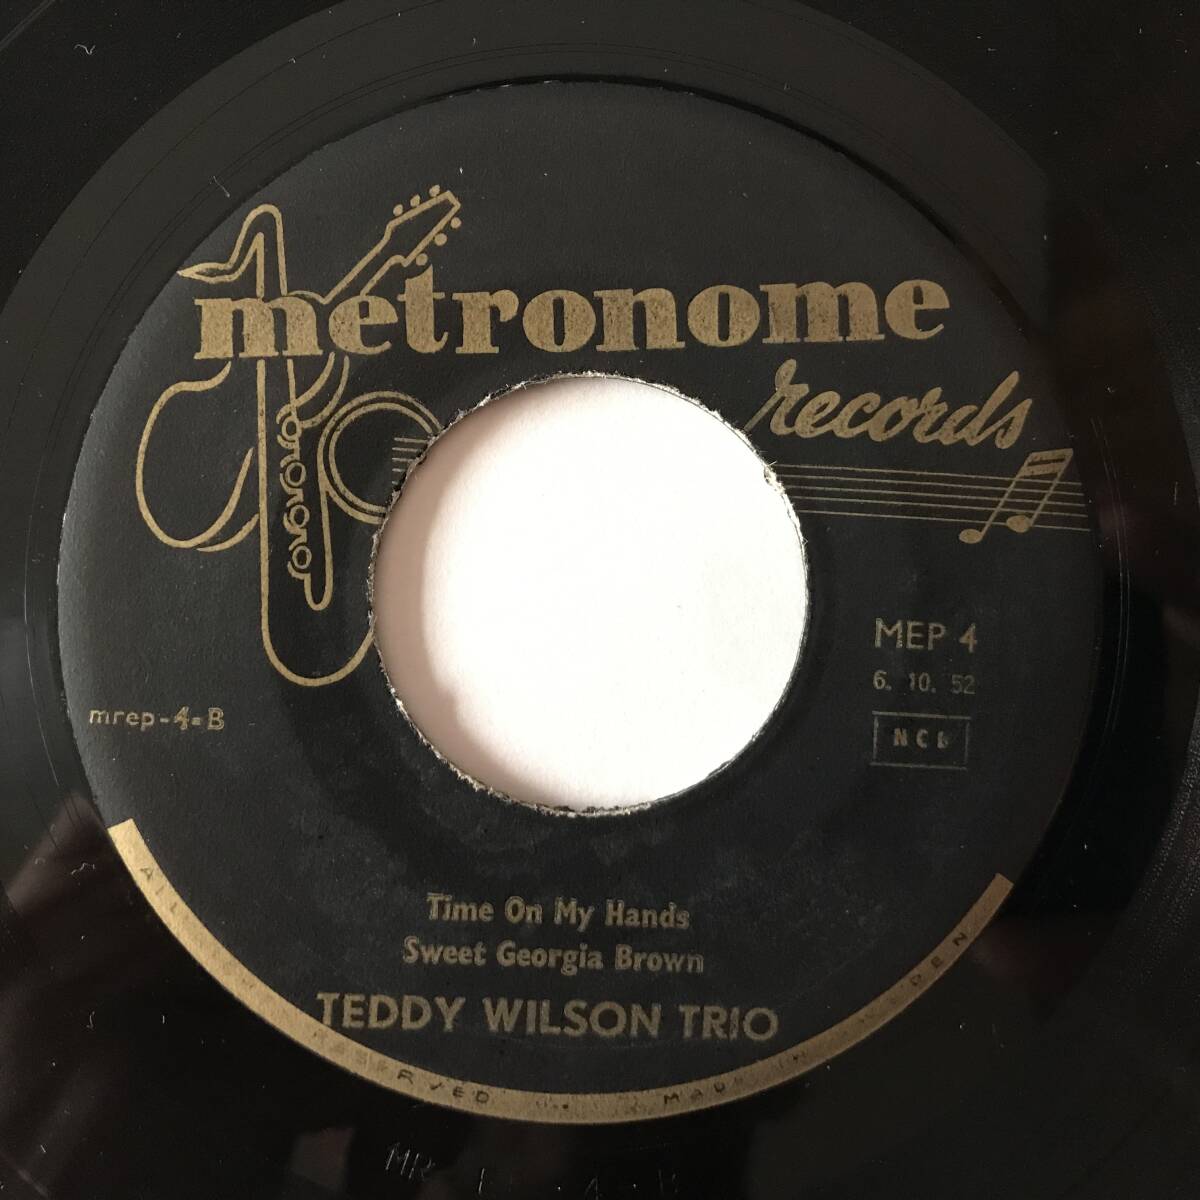 metronome
records
MEP 4
6. 10. 52
NCB
mrep-4-B
Time On My Hands
Sweet Georgia Brown
TEDDY WILSON TRIO